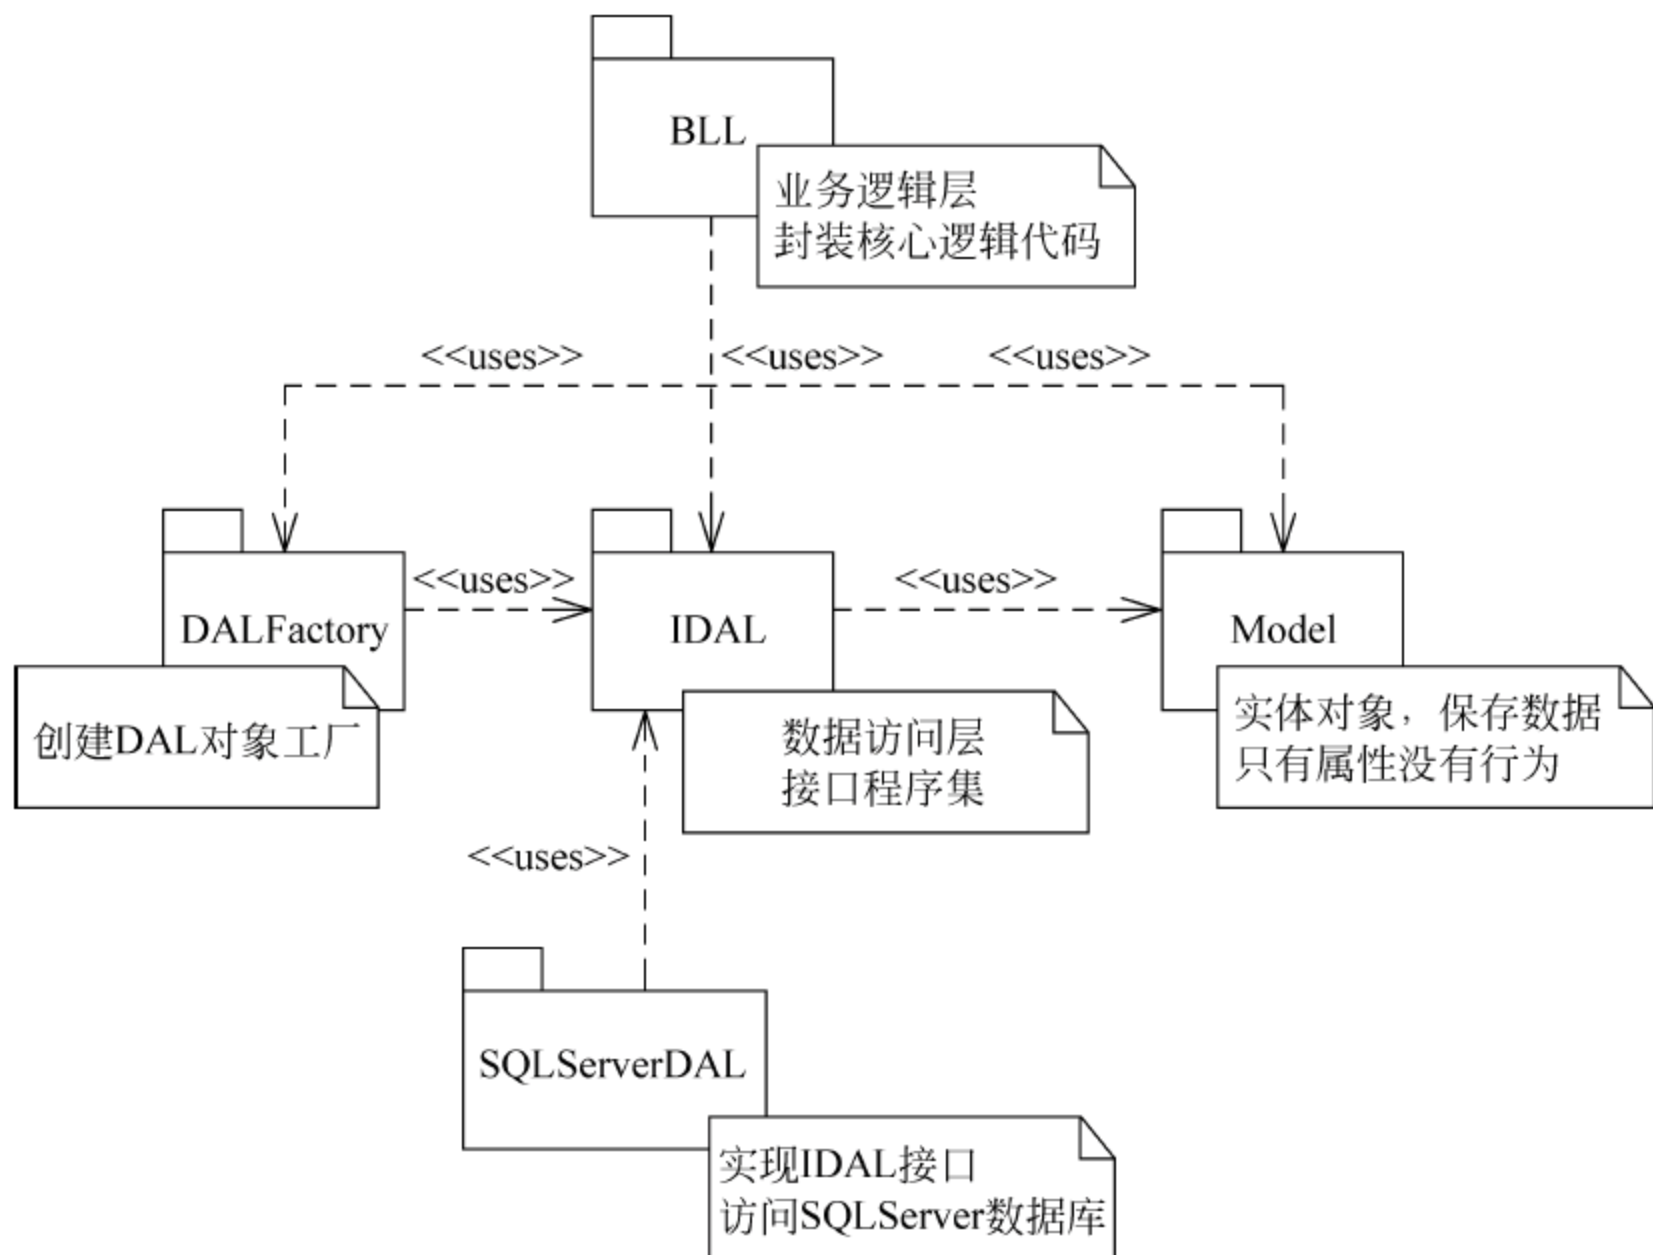 BLL
业务逻辑层
封装核心逻辑代码
<<uses>>
<<uses>>
<<uses>>
<<uses>>
<<uses>>
DALFactory
IDAL
Model
创建DAL对象工厂
数据访问层
接口程序集
实体对象，保存数据
只有属性没有行为
<<uses>>
SQLServerDAL
实现IDAL接口
访问SQLServer数据库